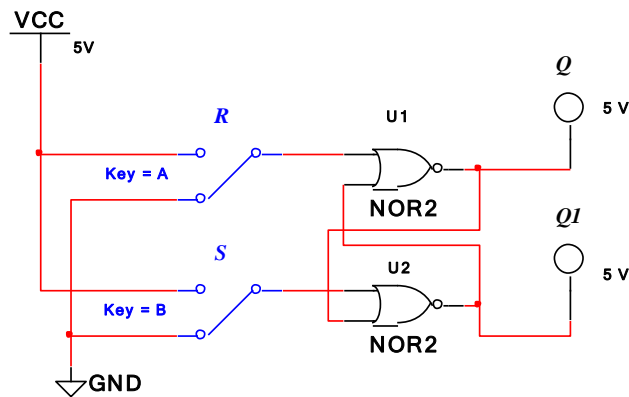 VCC
5V
R
Key = A
U1
NOR2
Q
5 V
S
Key = B
U2
NOR2
Q1
5 V
GND